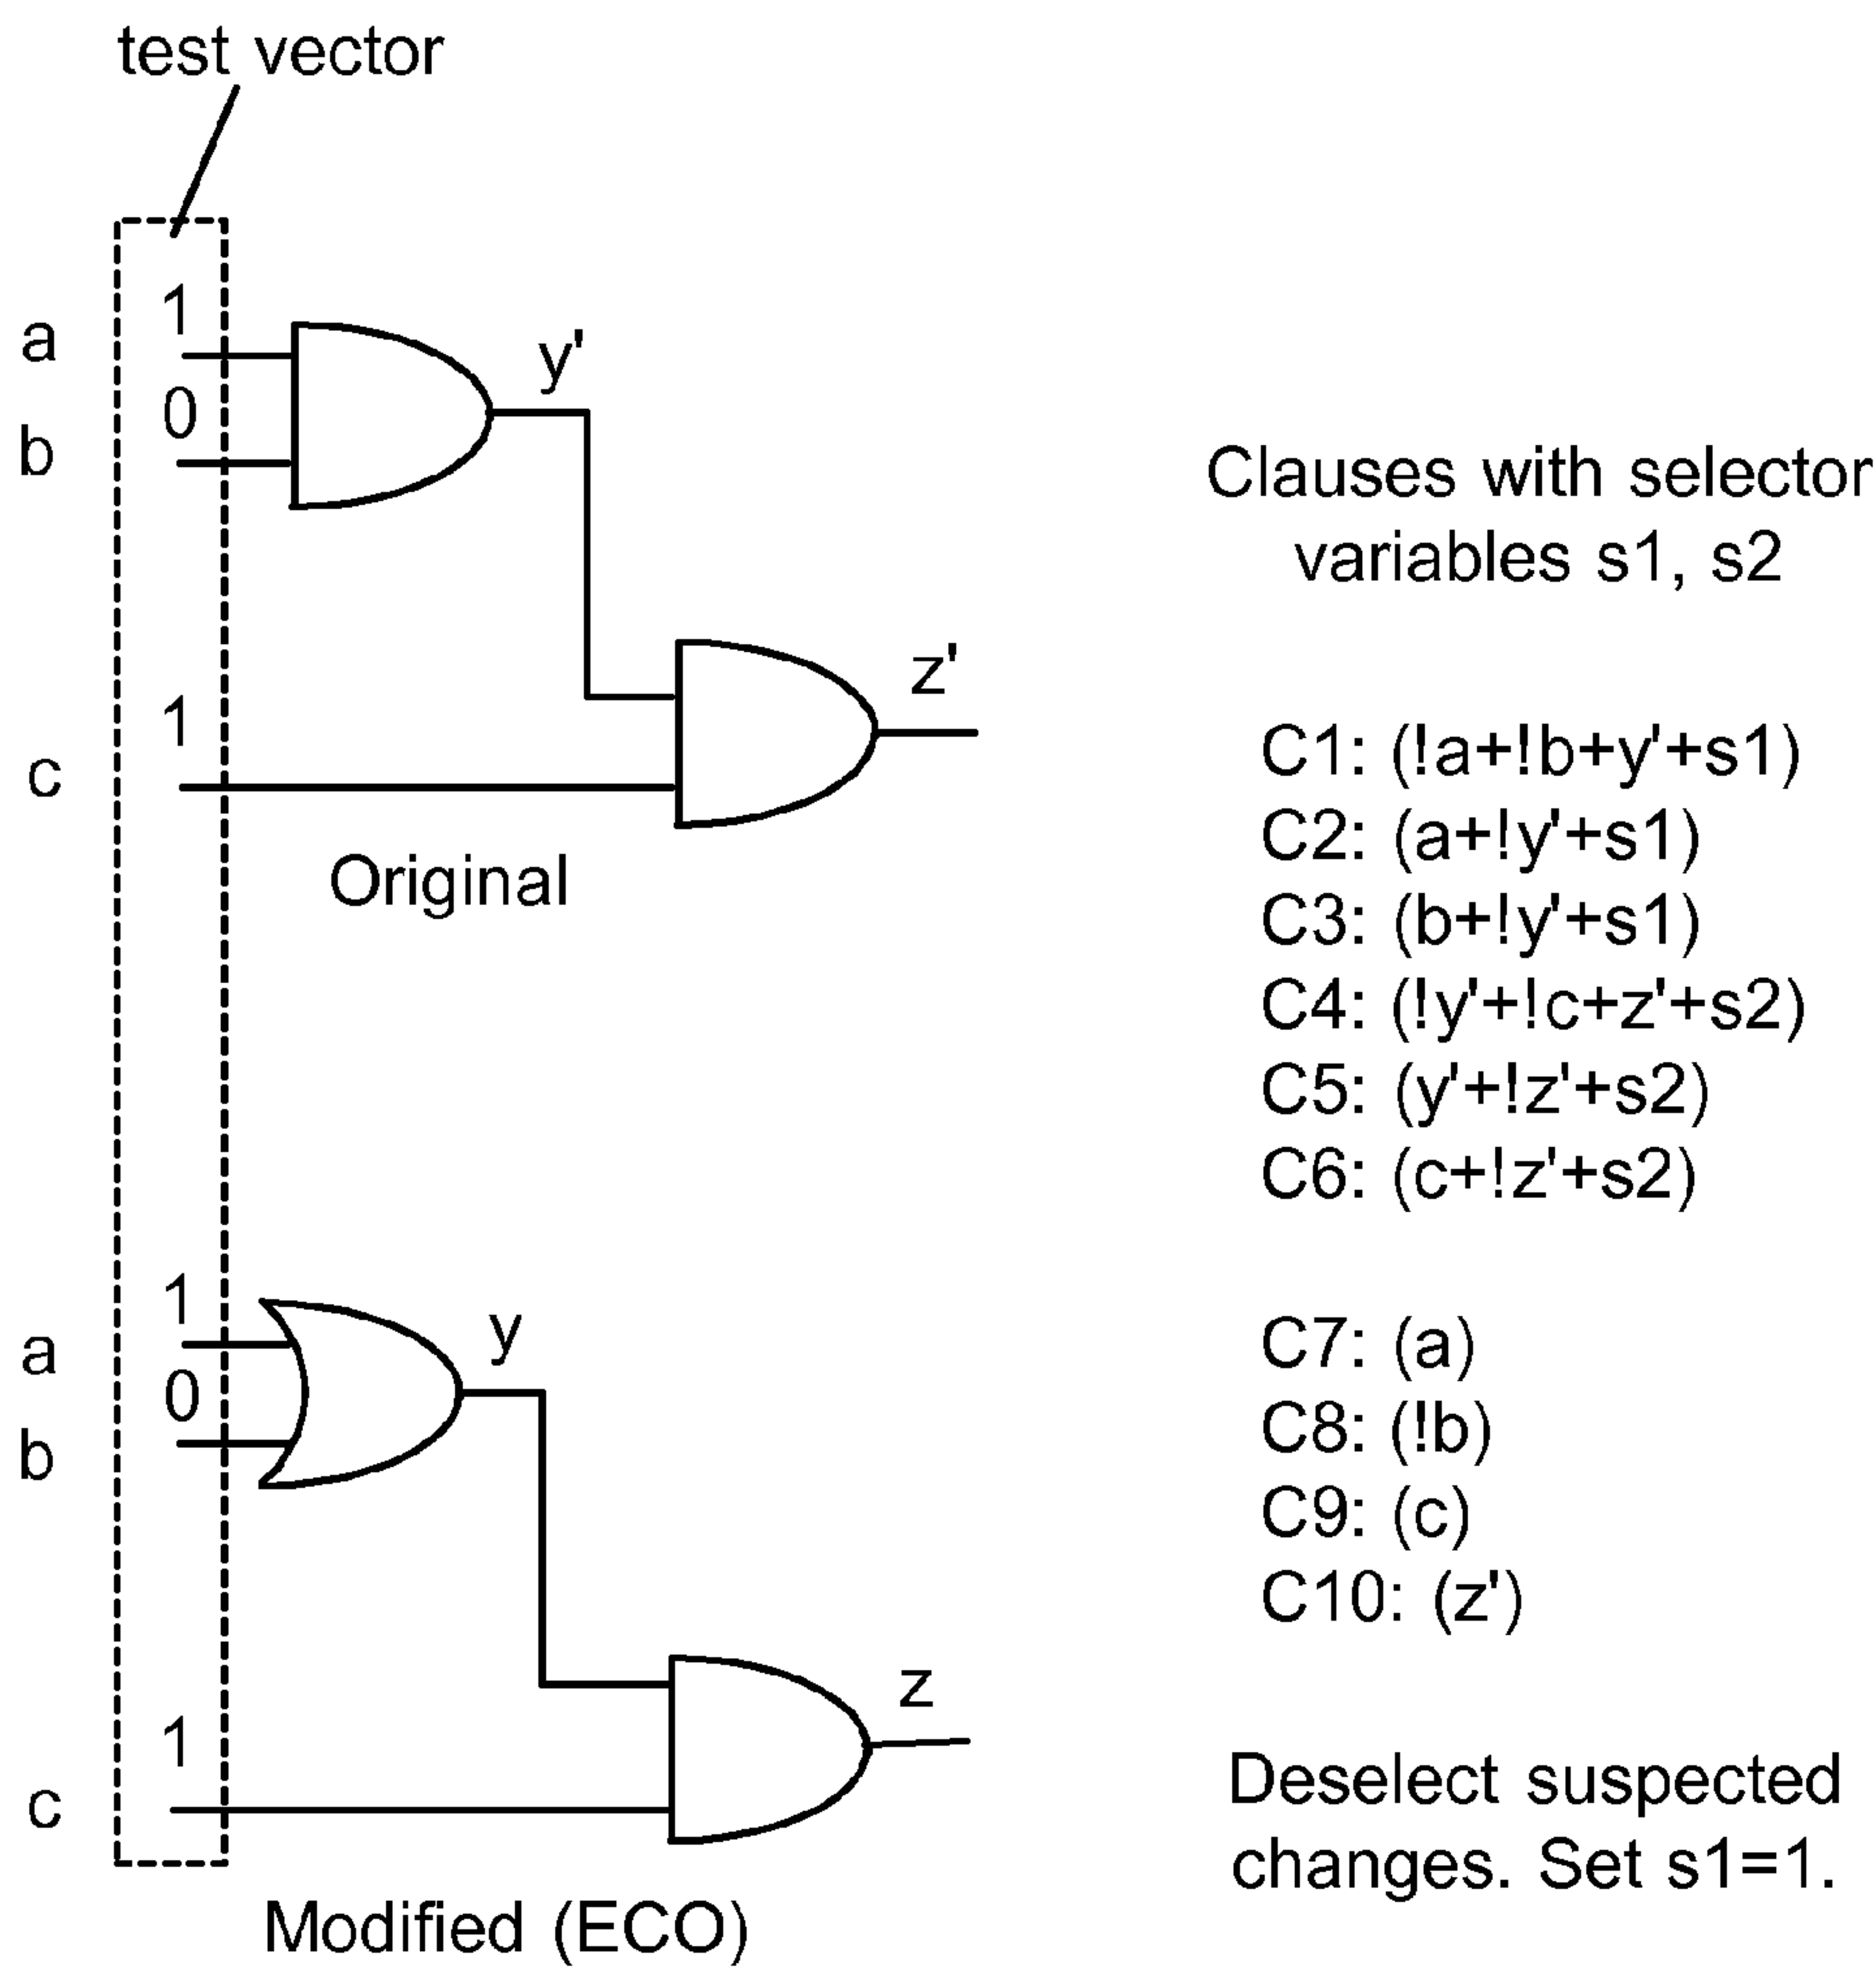 test vector
1
a
0
b
y'
1
c
z'
Original
1
a
0
b
y
1
c
z
Modified (ECO)
Clauses with selector
variables s1, s2
C1: (!a+!b+y'+s1)
C2: (a+!y'+s1)
C3: (b+!y'+s1)
C4: (!y'+!c+z'+s2)
C5: (y'+!z'+s2)
C6: (c+!z'+s2)
C7: (a)
C8: (!b)
C9: (c)
C10: (z')
Deselect suspected
changes. Set s1=1.